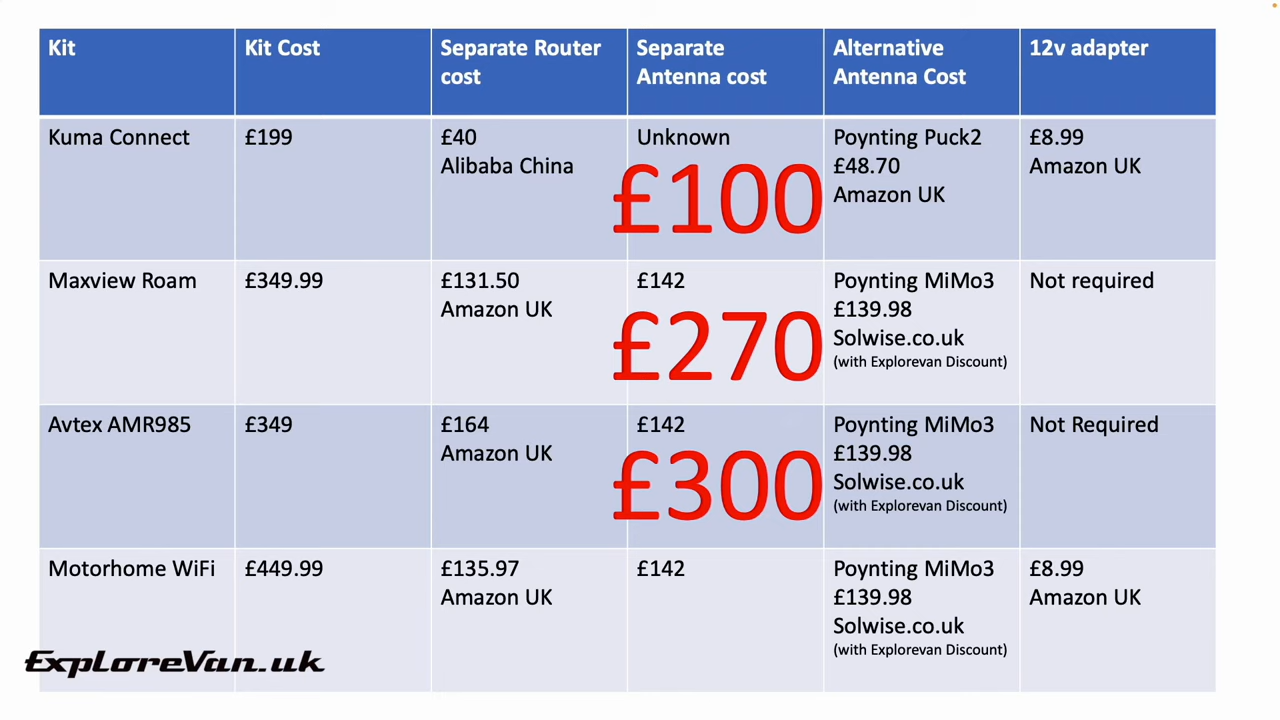 Kit
Kit Cost
Separate Router
cost
Separate
Antenna cost
Alternative
Antenna Cost
12v adapter
Kuma Connect
£199
£40
Alibaba China
Unknown
£100
Poynting Puck2
£48.70
Amazon UK
£8.99
Amazon UK
Maxview Roam
£349.99
£131.50
Amazon UK
£142
£270
Poynting MiMo3
£139.98
Solwise.co.uk
(with Explorevan Discount)
Not required
Avtex AMR985
£349
£164
Amazon UK
£142
£300
Poynting MiMo3
£139.98
Solwise.co.uk
(with Explorevan Discount)
Not Required
Motorhome WiFi
£449.99
£135.97
Amazon UK
£142
Poynting MiMo3
£139.98
Solwise.co.uk
(with Explorevan Discount)
£8.99
Amazon UK
ExploreVan.uk